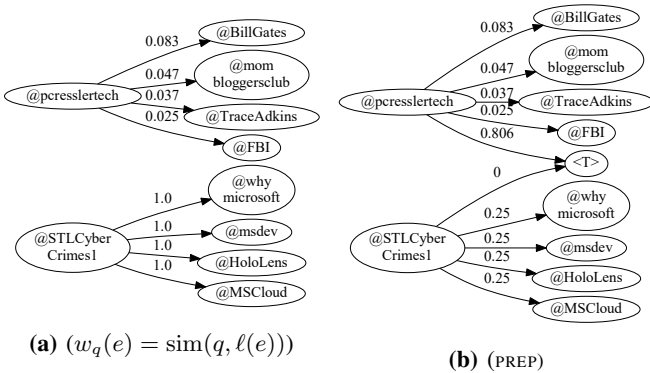 @BillGates
0.083
@mom
bloggersclub
0.047
@pcresslertech
0.037
@TraceAdkins
0.025
@FBI
@why
microsoft
1.0
@STLCyber
Crimes1
1.0
@msdev
1.0
@HoloLens
1.0
@MSCloud
(a) (w_q(e) = sim(q, ℓ(e)))
@BillGates
0.083
@mom
bloggersclub
0.047
@pcresslertech
0.037
@TraceAdkins
0.025
@FBI
0.806
<T>
0
@why
microsoft
0.25
@STLCyber
Crimes1
0.25
@msdev
0.25
@HoloLens
0.25
@MSCloud
(b) (PREP)